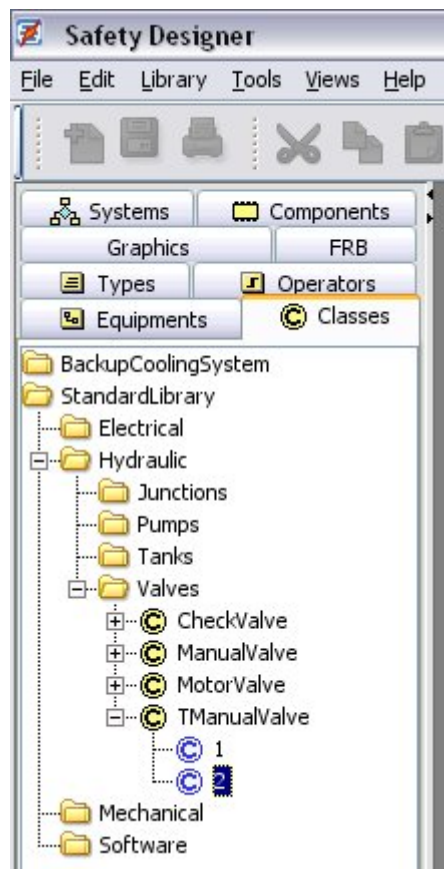 Safety Designer
File Edit Library Tools Views Help
Systems Components
Graphics FRB
Types Operators
Equipments Classes
BackupCoolingSystem
StandardLibrary
Electrical
Hydraulic
Junctions
Pumps
Tanks
Valves
CheckValve
ManualValve
MotorValve
TManualValve
1
2
Mechanical
Software